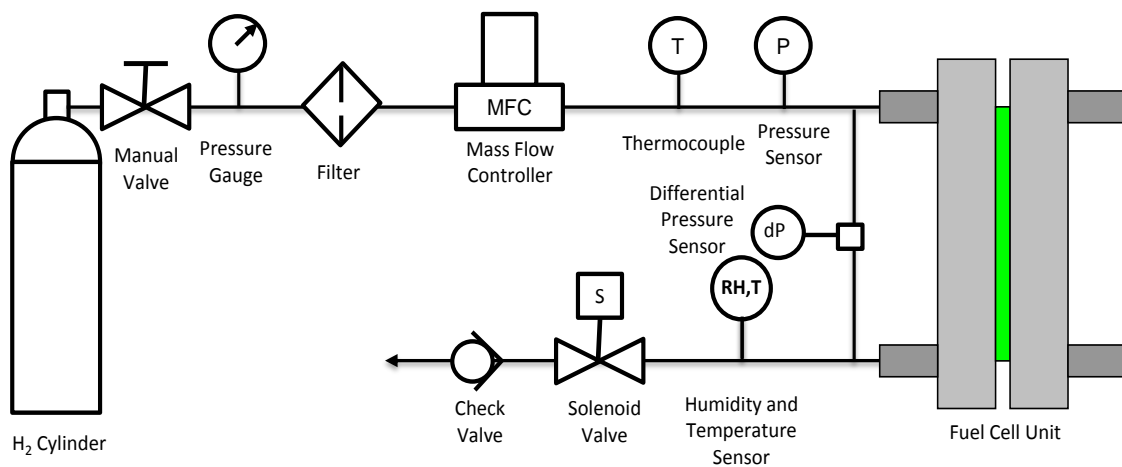 T
P
MFC
Manual
Valve
Pressure
Gauge
Filter
Mass Flow
Controller
Thermocouple
Pressure
Sensor
Differential
Pressure
Sensor
dP
RH,T
S
Check
Valve
Solenoid
Valve
Humidity and
Temperature
Sensor
H₂ Cylinder
Fuel Cell Unit